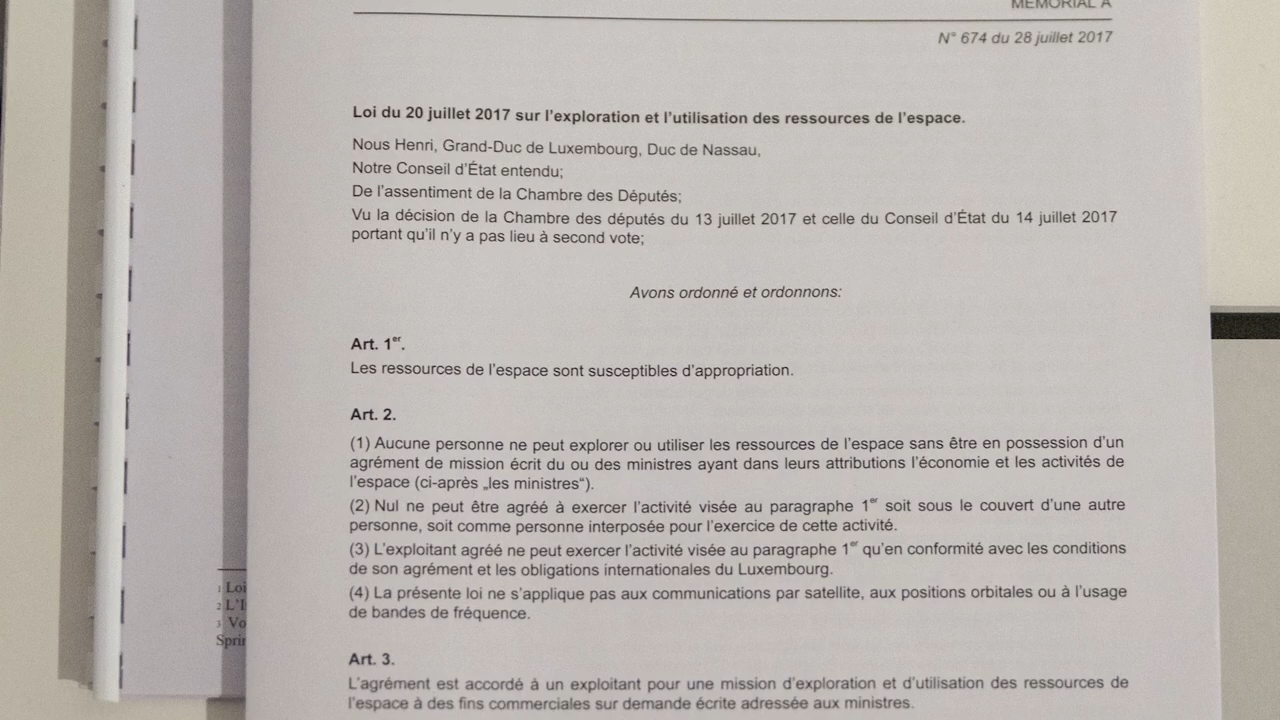 MEMORIAL A
N° 674 du 28 juillet 2017
Loi du 20 juillet 2017 sur l'exploration et l'utilisation des ressources de l'espace.
Nous Henri, Grand-Duc de Luxembourg, Duc de Nassau,
Notre Conseil d'État entendu;
De l'assentiment de la Chambre des Députés;
Vu la décision de la Chambre des députés du 13 juillet 2017 et celle du Conseil d'État du 14 juillet 2017
portant qu'il n'y a pas lieu à second vote;
Avons ordonné et ordonnons:
Art. 1er.
Les ressources de l'espace sont susceptibles d'appropriation.
Art. 2.
(1) Aucune personne ne peut explorer ou utiliser les ressources de l'espace sans être en possession d'un
agrément de mission écrit du ou des ministres ayant dans leurs attributions l'économie et les activités de
l'espace (ci-après „les ministres“).
(2) Nul ne peut être agréé à exercer l'activité visée au paragraphe 1er soit sous le couvert d'une autre
personne, soit comme personne interposée pour l'exercice de cette activité.
(3) L'exploitant agréé ne peut exercer l'activité visée au paragraphe 1er qu'en conformité avec les conditions
de son agrément et les obligations internationales du Luxembourg.
(4) La présente loi ne s'applique pas aux communications par satellite, aux positions orbitales ou à l'usage
de bandes de fréquence.
Art. 3.
L'agrément est accordé à un exploitant pour une mission d'exploration et d'utilisation des ressources de
l'espace à des fins commerciales sur demande écrite adressée aux ministres.
1 Loi
2 L'I
3 Vo
Sprin